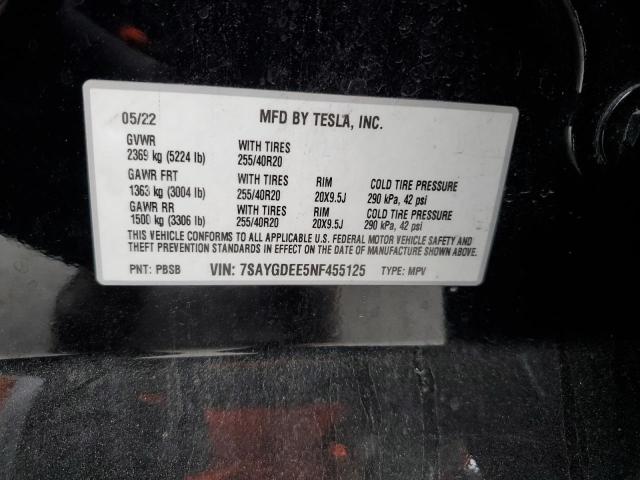 05/22 MFD BY TESLA, INC.
GVWR WITH TIRES
2369 kg (5224 lb) 255/40R20
GAWR FRT WITH TIRES RIM COLD TIRE PRESSURE
1363 kg (3004 lb) 255/40R20 20X9.5J 290 kPa, 42 psi
GAWR RR WITH TIRES RIM COLD TIRE PRESSURE
1500 kg (3306 lb) 255/40R20 20X9.5J 290 kPa, 42 psi
THIS VEHICLE CONFORMS TO ALL APPLICABLE U.S. FEDERAL MOTOR VEHICLE SAFETY AND
THEFT PREVENTION STANDARDS IN EFFECT ON THE DATE OF MANUFACTURE SHOWN ABOVE.
PNT: PBSB VIN: 7SAYGDEE5NF455125 TYPE: MPV